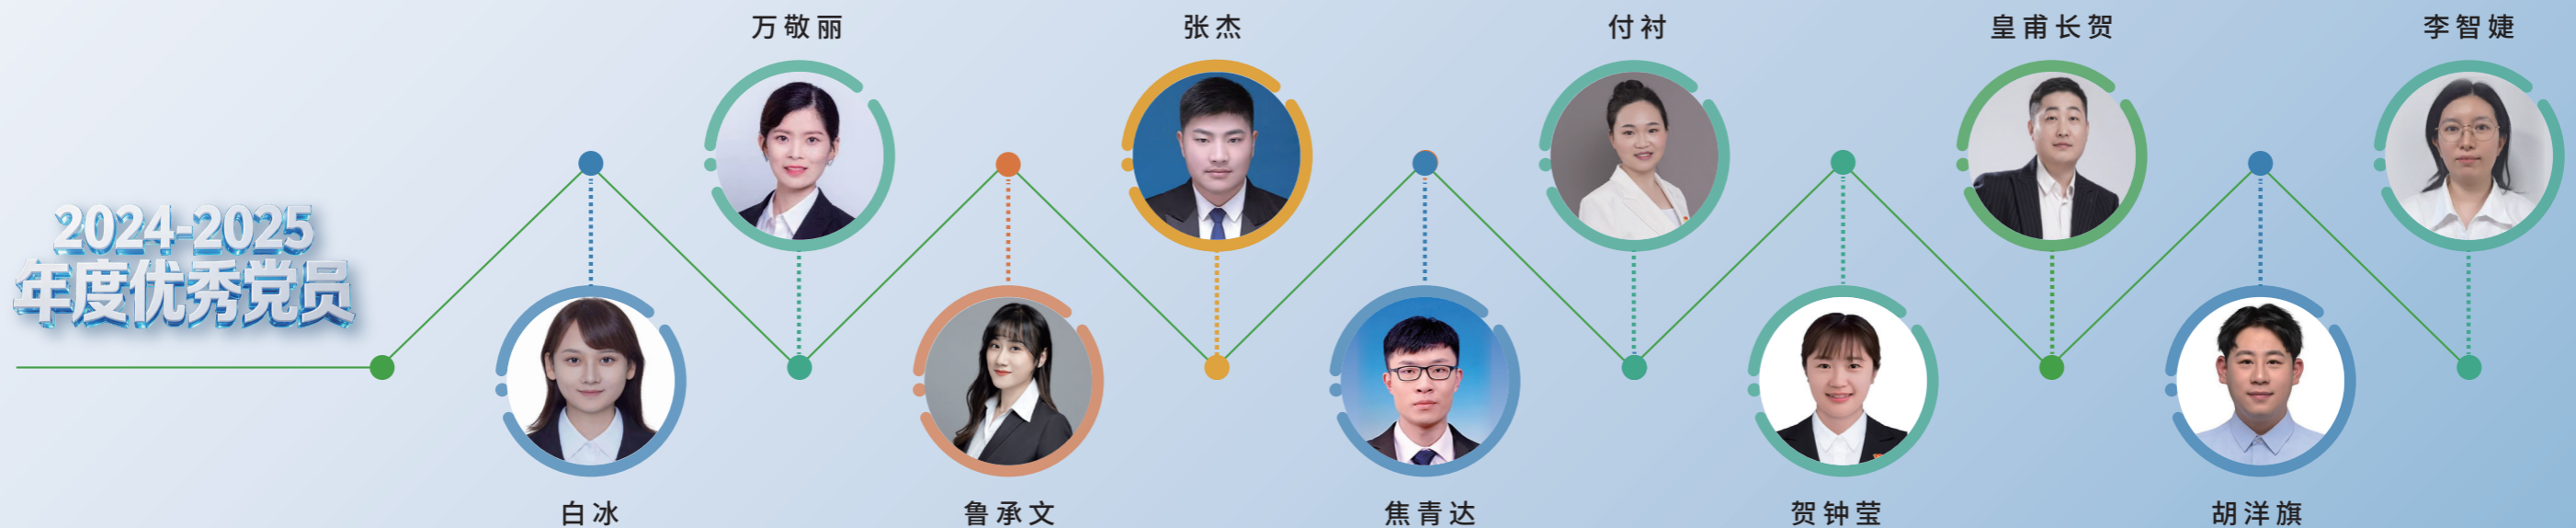 2024-2025
年度优秀党员
白冰
万敬丽
鲁承文
张杰
焦青达
付衬
贺钟莹
皇甫长贺
胡洋旗
李智婕